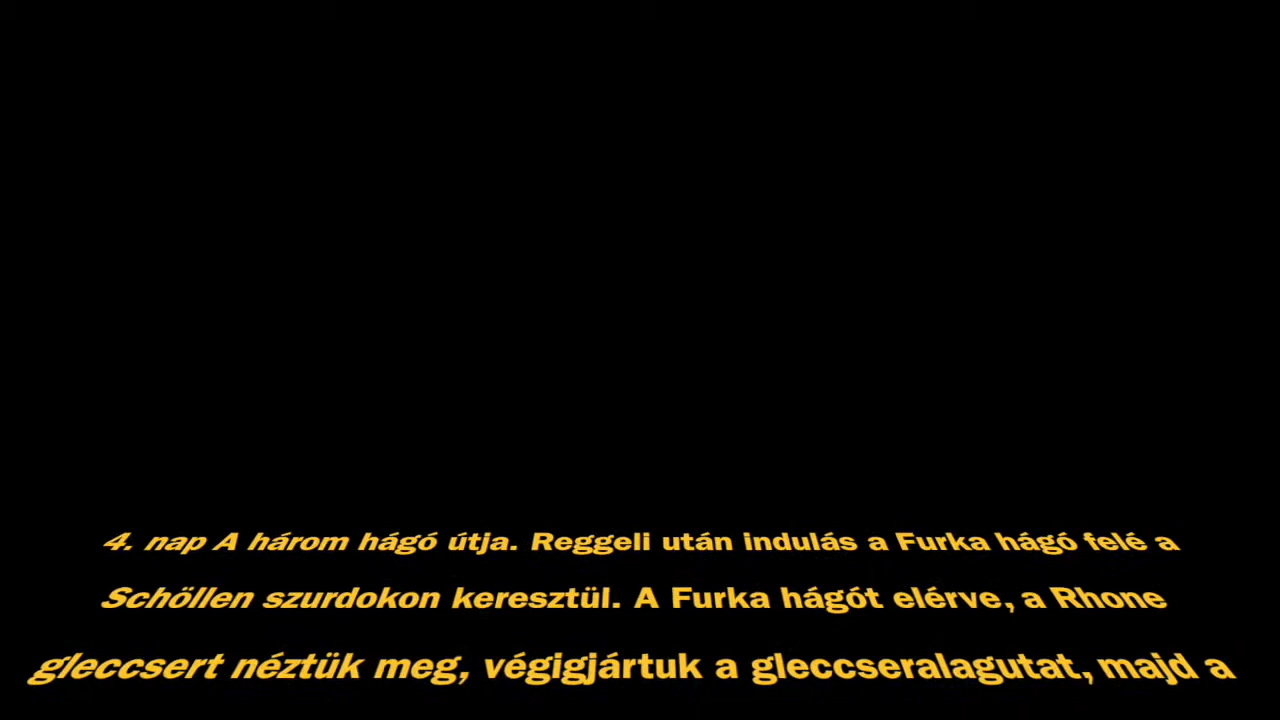 4. nap A három hágó útja. Reggeli után indulás a Furka hágó felé a
Schöllen szurdokon keresztül. A Furka hágót elérve, a Rhone
gleccsert néztük meg, végigjártuk a gleccseralagutat, majd a